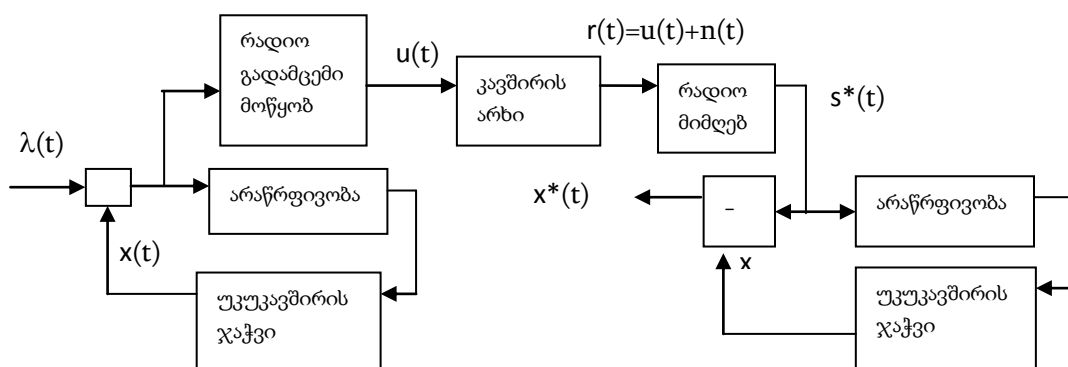 რადიო
გადამცემი
მოწყობ
u(t)
r(t)=u(t)+n(t)
კავშირის
არხი
რადიო
მიმღებ
s*(t)
λ(t)
არაწრფივობა
x(t)
უკუკავშირის
ჯაჭვი
x*(t)
–
არაწრფივობა
x
უკუკავშირის
ჯაჭვი